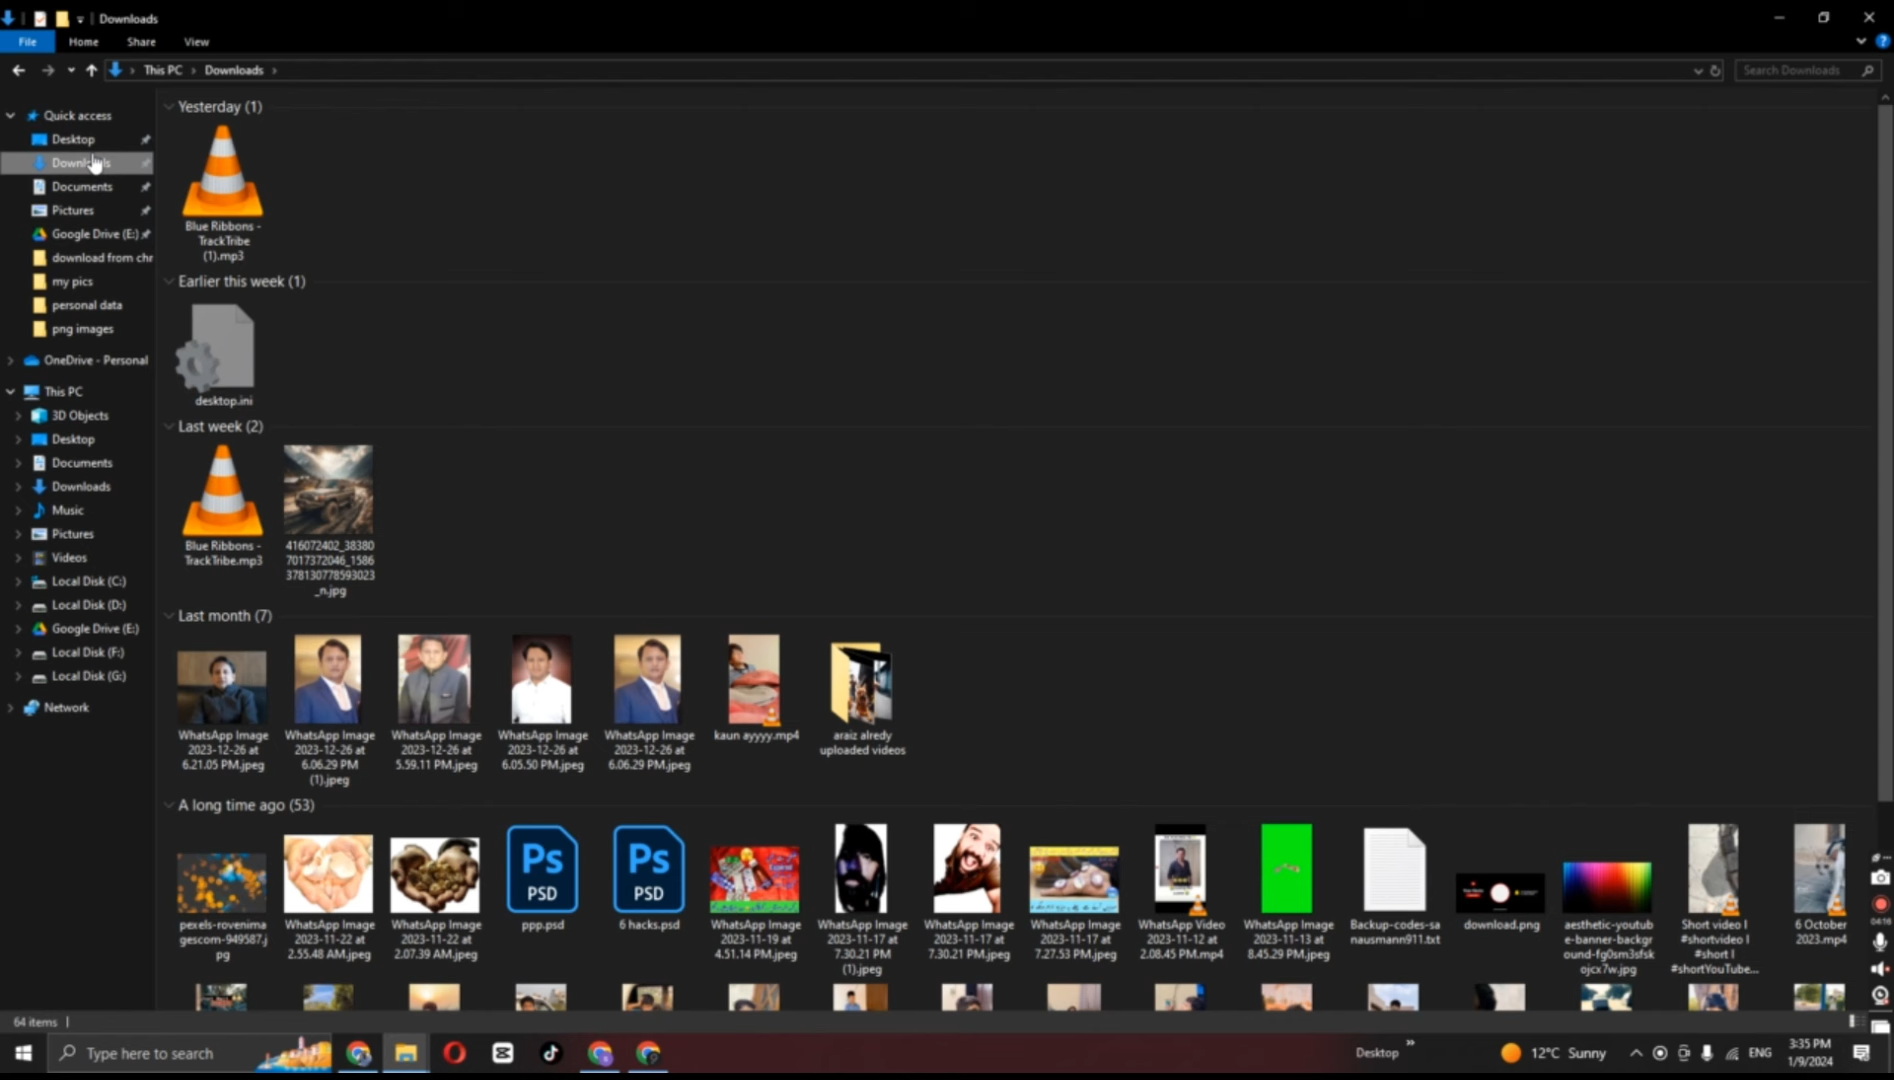 Downloads
File Home Share View
This PC Downloads
Search Downloads
Quick access
Desktop
Downloads
Documents
Pictures
Google Drive (E:)
download from chr
my pics
personal data
png images
OneDrive - Personal
This PC
3D Objects
Desktop
Documents
Downloads
Music
Pictures
Videos
Local Disk (C:)
Local Disk (D:)
Google Drive (E:)
Local Disk (F:)
Local Disk (G:)
Network
Yesterday (1)
Blue Ribbons -
TrackTribe
(1).mp3
Earlier this week (1)
desktop.ini
Last week (2)
Blue Ribbons -
TrackTribe.mp3
416072402_38380
7017372046_1586
378130778593023
_n.jpg
Last month (7)
WhatsApp Image
2023-12-26 at
6.21.05 PM.jpeg
WhatsApp Image
2023-12-26 at
6.06.29 PM
(1).jpeg
WhatsApp Image
2023-12-26 at
5.59.11 PM.jpeg
WhatsApp Image
2023-12-26 at
6.05.50 PM.jpeg
WhatsApp Image
2023-12-26 at
6.06.29 PM.jpeg
kaun ayyyy.mp4
araiz alredy
uploaded videos
A long time ago (53)
pexels-rovenima
gescom-949587.j
pg
WhatsApp Image
2023-11-22 at
2.55.48 AM.jpeg
WhatsApp Image
2023-11-22 at
2.07.39 AM.jpeg
Ps
PSD
ppp.psd
Ps
PSD
6 hacks.psd
WhatsApp Image
2023-11-19 at
4.51.14 PM.jpeg
WhatsApp Image
2023-11-17 at
7.30.21 PM
(1).jpeg
WhatsApp Image
2023-11-17 at
7.30.21 PM.jpeg
WhatsApp Image
2023-11-17 at
7.27.53 PM.jpeg
WhatsApp Video
2023-11-12 at
2.08.45 PM.mp4
WhatsApp Image
2023-11-13 at
8.45.29 PM.jpeg
Backup-codes-sa
nausmann911.txt
download.png
aesthetic-youtub
e-banner-backgr
ound-fg0sm3sfsk
ojcx7w.jpg
Short video l
#shortvideo l
#short l
#shortYouTube...
6 October
2023.mp4
04:16
64 items
Type here to search
Desktop
12°C Sunny
ENG
3:35 PM
1/9/2024